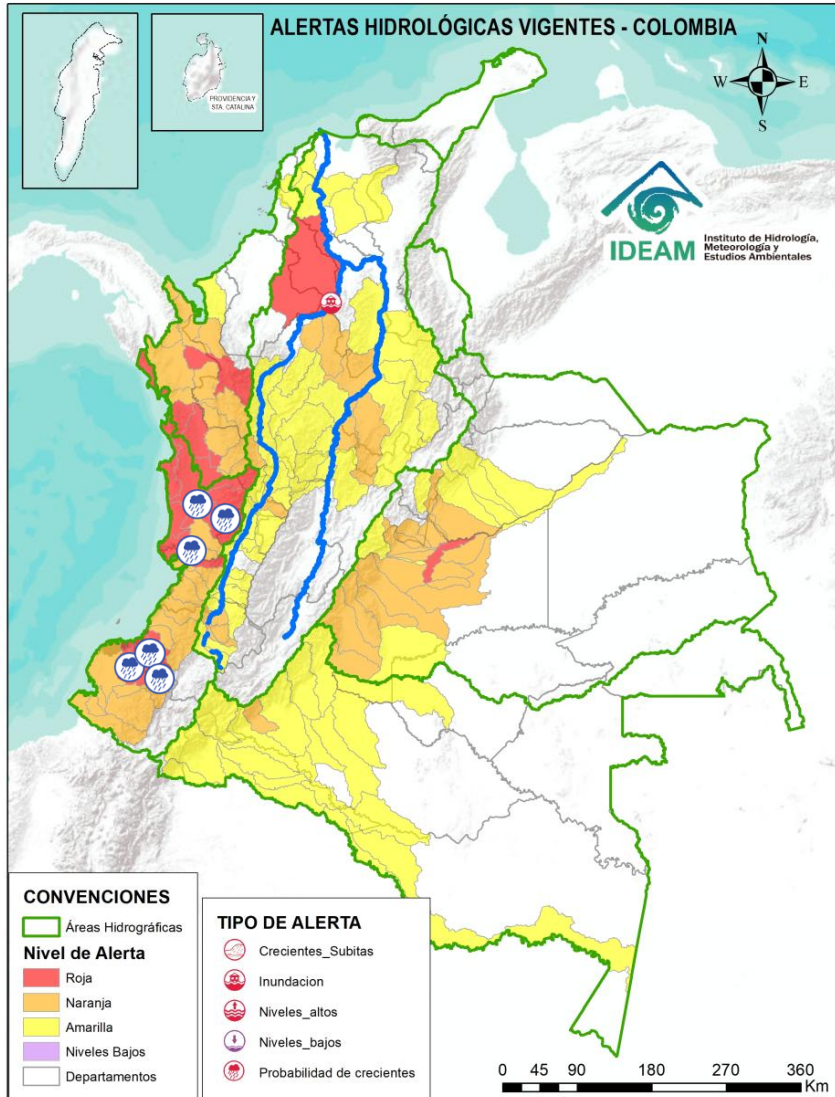 ALERTAS HIDROLÓGICAS VIGENTES - COLOMBIA
PROVIDENCIA Y
STA. CATALINA
N
W
E
S
IDEAM
Instituto de Hidrología,
Meteorología y
Estudios Ambientales
CONVENCIONES
Áreas Hidrográficas
Nivel de Alerta
Roja
Naranja
Amarilla
Niveles Bajos
Departamentos
TIPO DE ALERTA
Crecientes_Subitas
Inundacion
Niveles_altos
Niveles_bajos
Probabilidad de crecientes
0 45 90 180 270 360
Km